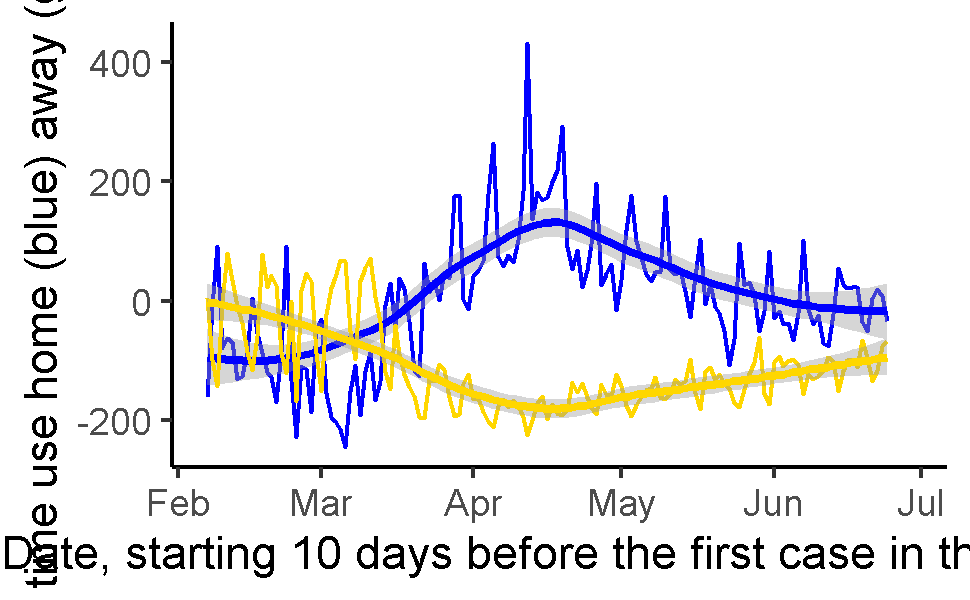 time use home (blue) away (
400
200
0
-200
Feb Mar Apr May Jun Jul
Date, starting 10 days before the first case in th